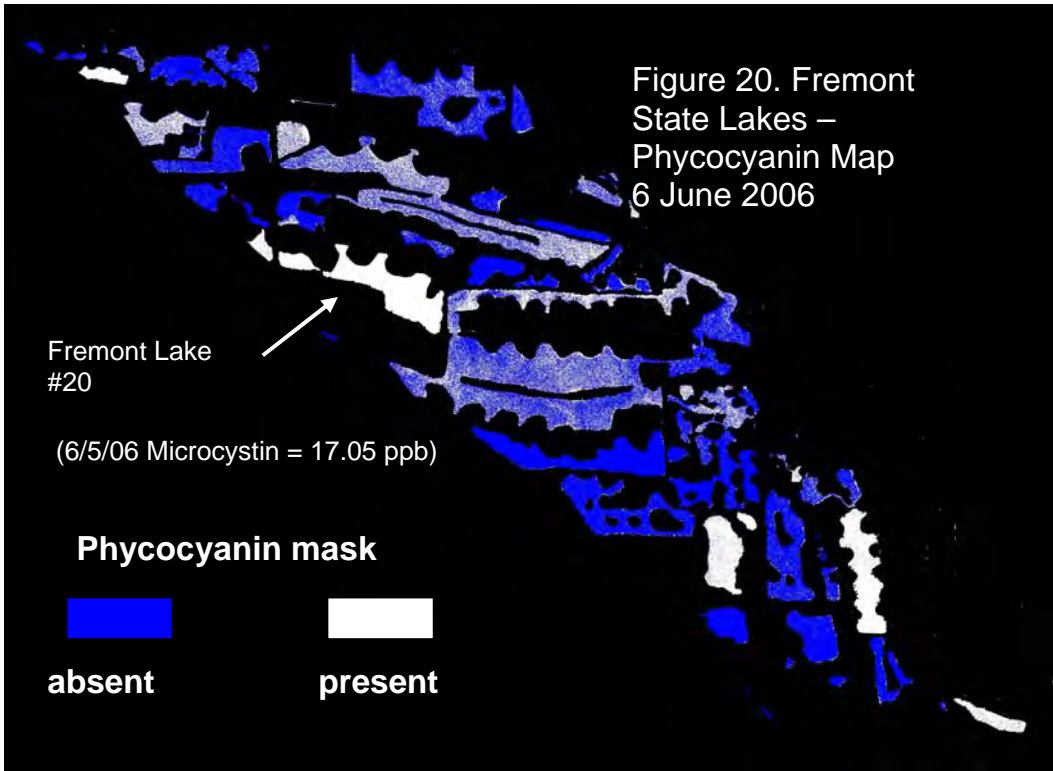 Figure 20. Fremont
State Lakes –
Phycocyanin Map
6 June 2006
Fremont Lake
#20
(6/5/06 Microcystin = 17.05 ppb)
Phycocyanin mask
absent
present